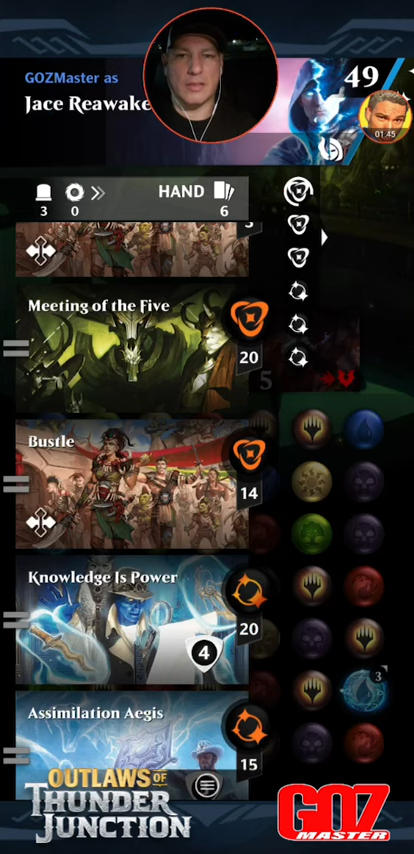 GOZMaster as
49
Jace Reawake
01:45
HAND
3 0 6
Meeting of the Five
20
Bustle
14
Knowledge Is Power
20
4
3
Assimilation Aegis
15
OUTLAWS OF
THUNDER
JUNCTION
GOZ
MASTER